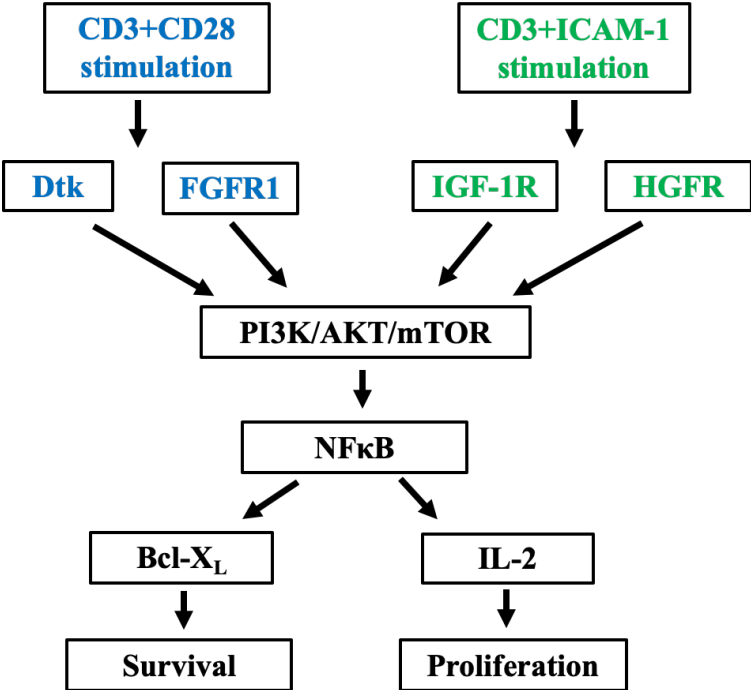 CD3+CD28
stimulation
CD3+ICAM-1
stimulation
Dtk
FGFR1
IGF-1R
HGFR
PI3K/AKT/mTOR
NFκB
Bcl-X_L
IL-2
Survival
Proliferation